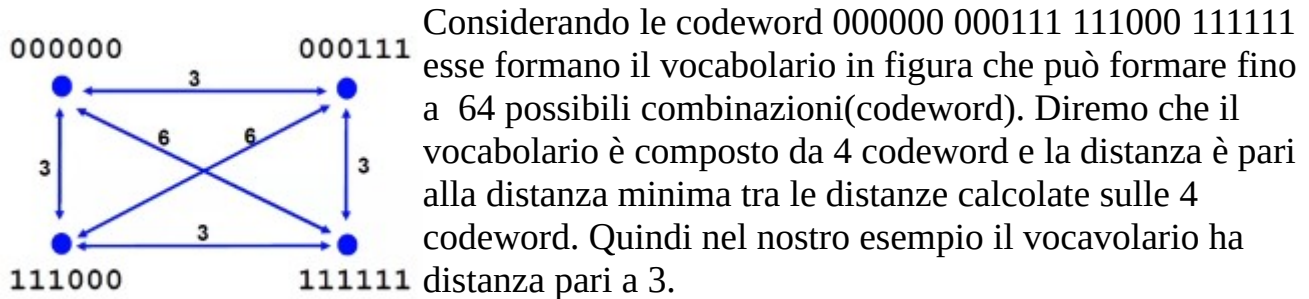 000000 000111
3
6 6
3 3
3
111000 111111
Considerando le codeword 000000 000111 111000 111111
esse formano il vocabolario in figura che può formare fino
a 64 possibili combinazioni(codeword). Diremo che il
vocabolario è composto da 4 codeword e la distanza è pari
alla distanza minima tra le distanze calcolate sulle 4
codeword. Quindi nel nostro esempio il vocavolario ha
distanza pari a 3.